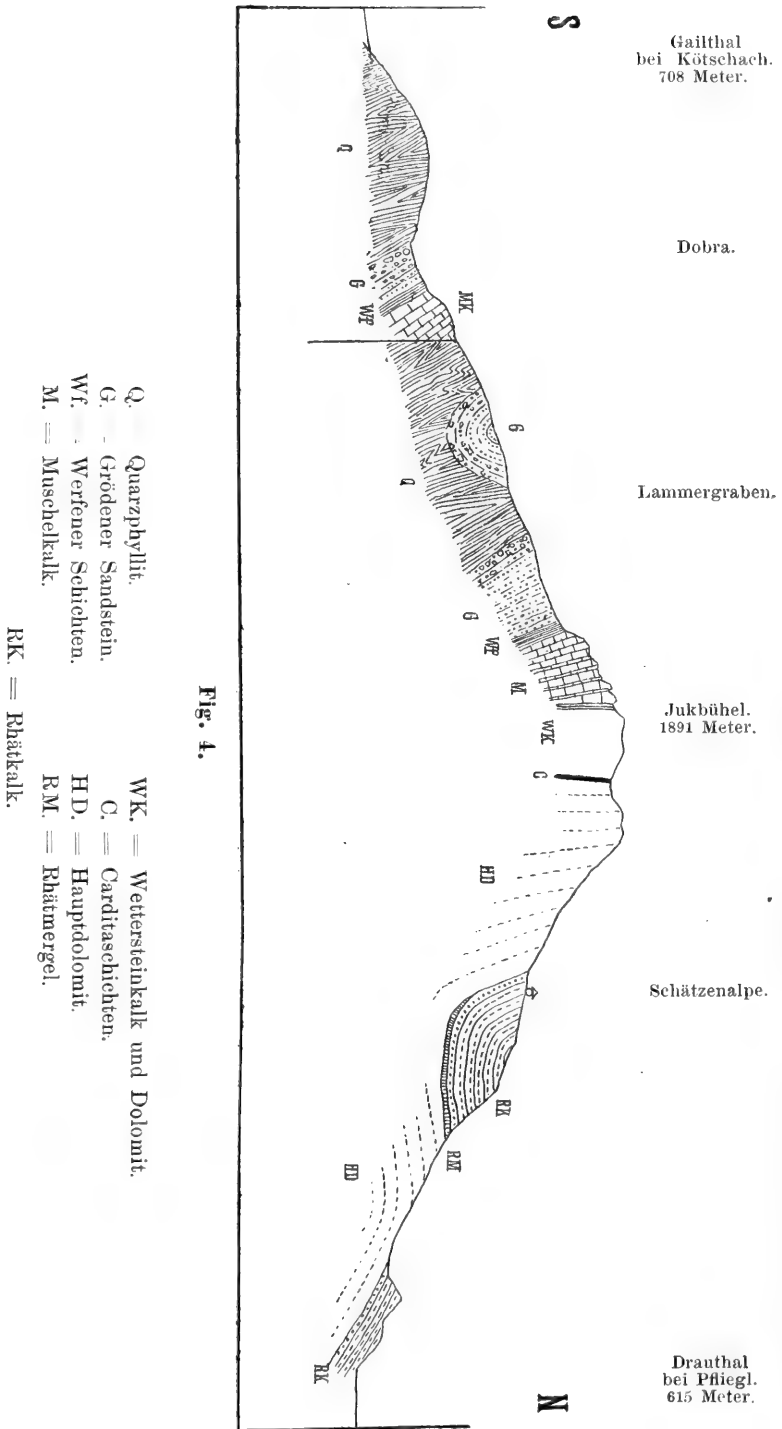 S
N
Gailthal
bei Kötschach.
708 Meter.
Dobra.
Lammergraben.
Jukbühel.
1891 Meter.
Schätzenalpe.
Drauthal
bei Pfliegl.
615 Meter.
Q
G
WF
MK
Q
G
G
WF
M
WK
C
HD
RK
RM
HD
RK
Fig. 4.
Q. = Quarzphyllit.
G. = Grödener Sandstein.
Wf. = Werfener Schichten.
M. = Muschelkalk.
WK. = Wettersteinkalk und Dolomit.
C. = Carditaschichten.
H.D. = Hauptdolomit.
RM. = Rhätmergel.
RK. = Rhätkalk.